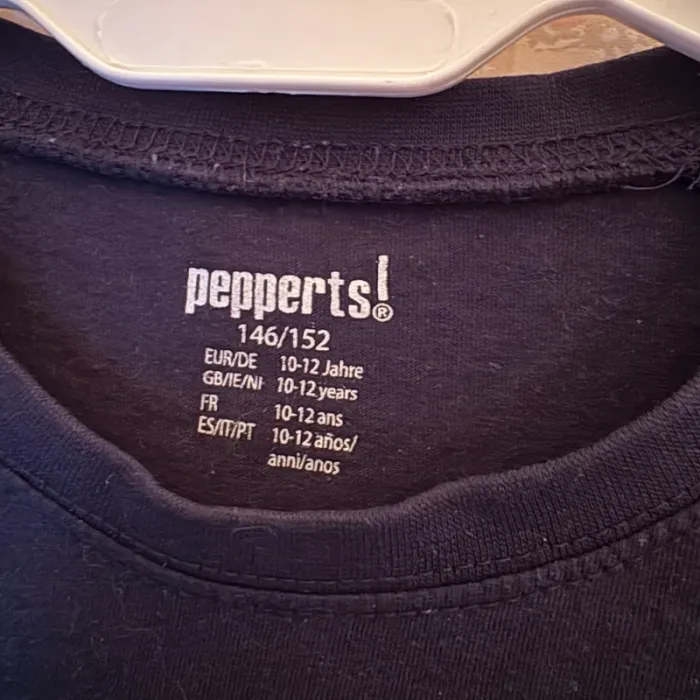 pepperts!®
146/152
EUR/DE 10-12 Jahre
GB/IE/NI 10-12 years
FR 10-12 ans
ES/IT/PT 10-12 años/
anni/anos